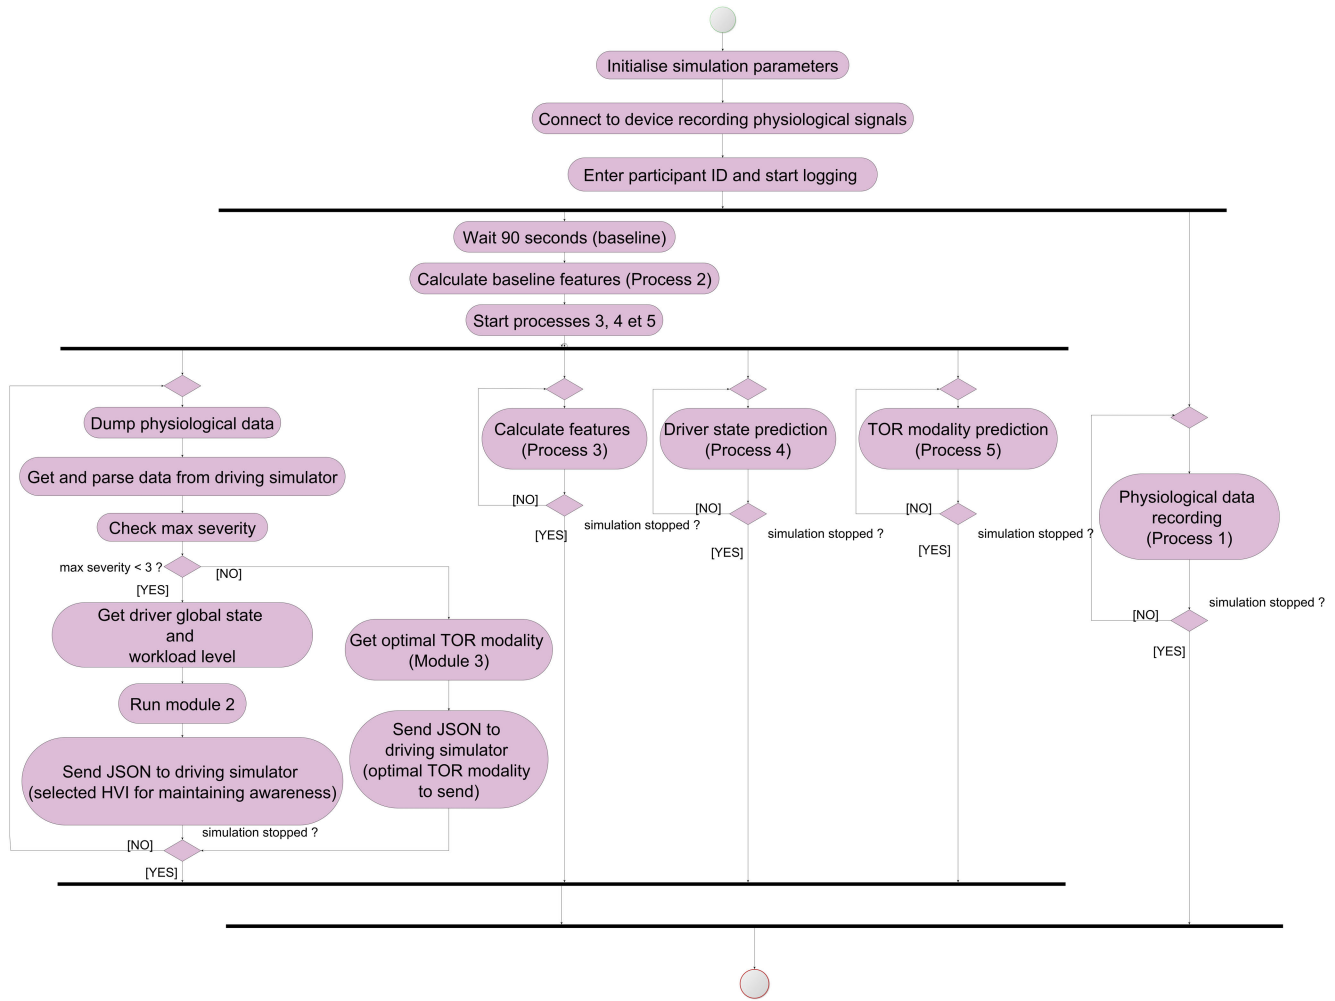 Initialise simulation parameters
Connect to device recording physiological signals
Enter participant ID and start logging
Wait 90 seconds (baseline)
Calculate baseline features (Process 2)
Start processes 3, 4 et 5
Dump physiological data
Get and parse data from driving simulator
Check max severity
max severity < 3 ?
[NO]
[YES]
Get driver global state
and
workload level
Run module 2
Send JSON to driving simulator
(selected HVI for maintaining awareness)
simulation stopped ?
[NO]
[YES]
Get optimal TOR modality
(Module 3)
Send JSON to
driving simulator
(optimal TOR modality
to send)
Calculate features
(Process 3)
[NO]
simulation stopped ?
[YES]
Driver state prediction
(Process 4)
[NO]
simulation stopped ?
[YES]
TOR modality prediction
(Process 5)
[NO]
simulation stopped ?
[YES]
Physiological data
recording
(Process 1)
simulation stopped ?
[NO]
[YES]